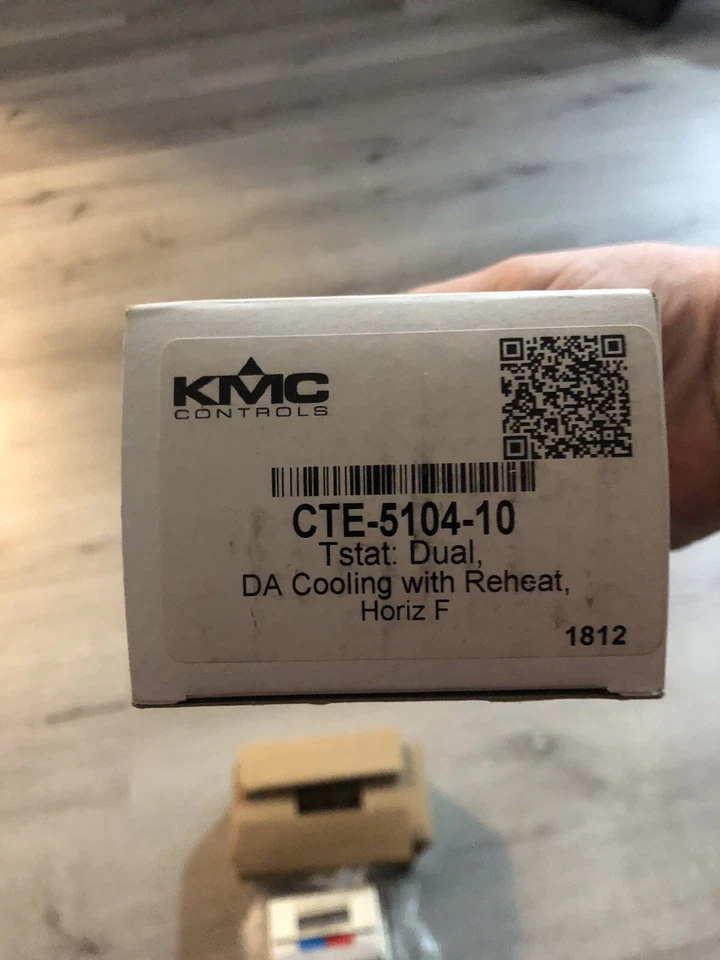 KMC
CONTROLS
CTE-5104-10
Tstat: Dual,
DA Cooling with Reheat,
Horiz F
1812